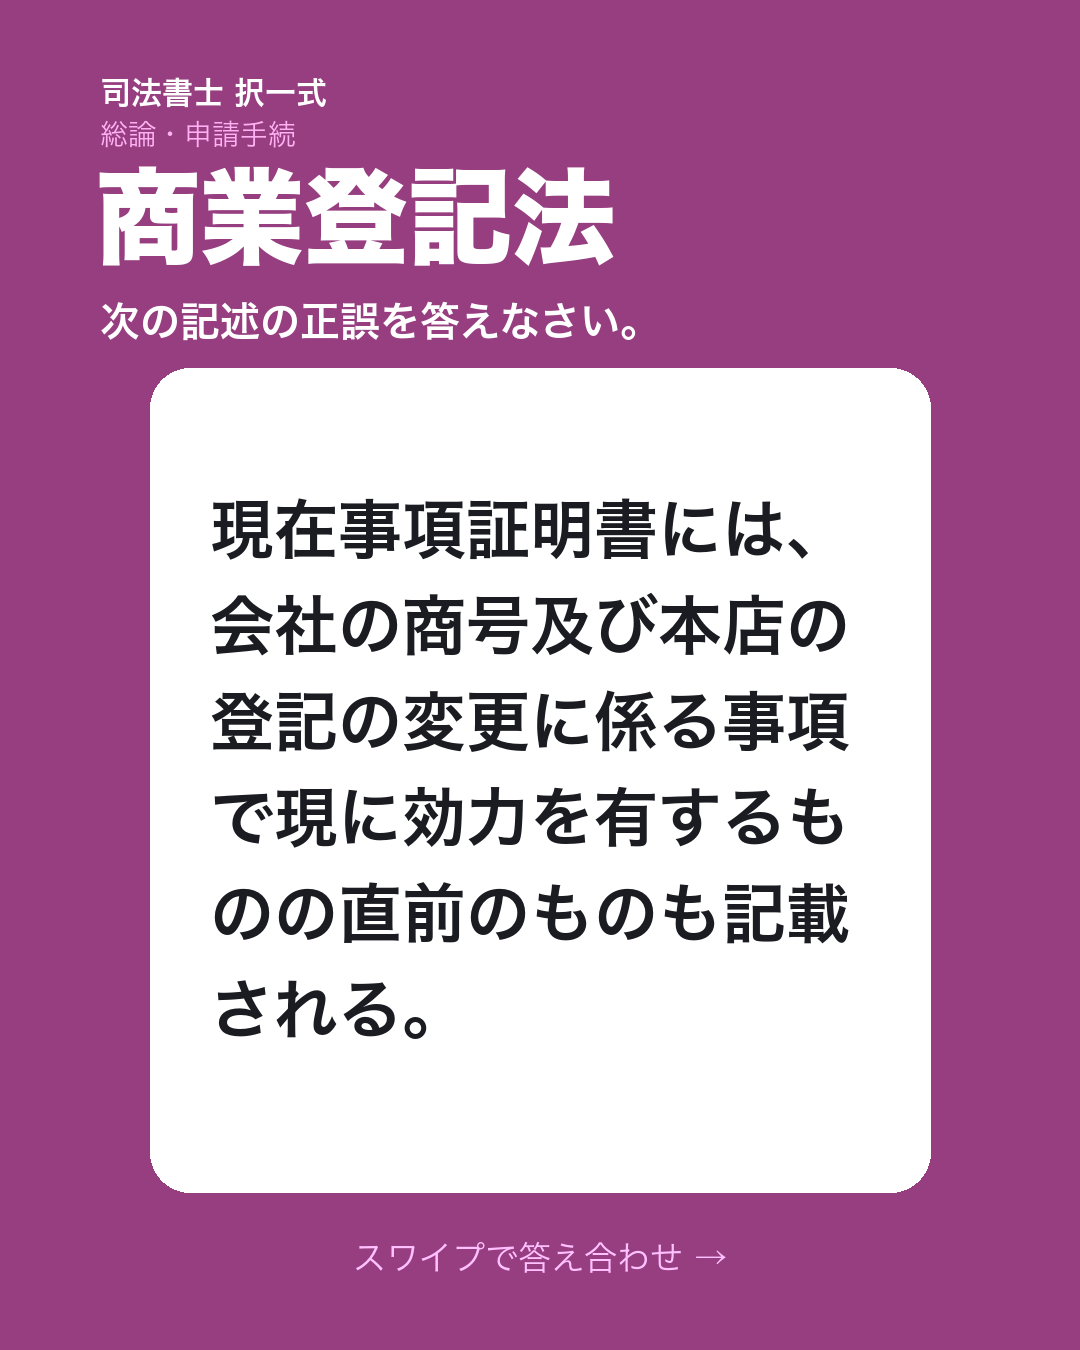 司法書士 択一式
総論・申請手続
商業登記法
次の記述の正誤を答えなさい。
現在事項証明書には、
会社の商号及び本店の
登記の変更に係る事項
で現に効力を有するも
のの直前のものも記載
される。
スワイプで答え合わせ →